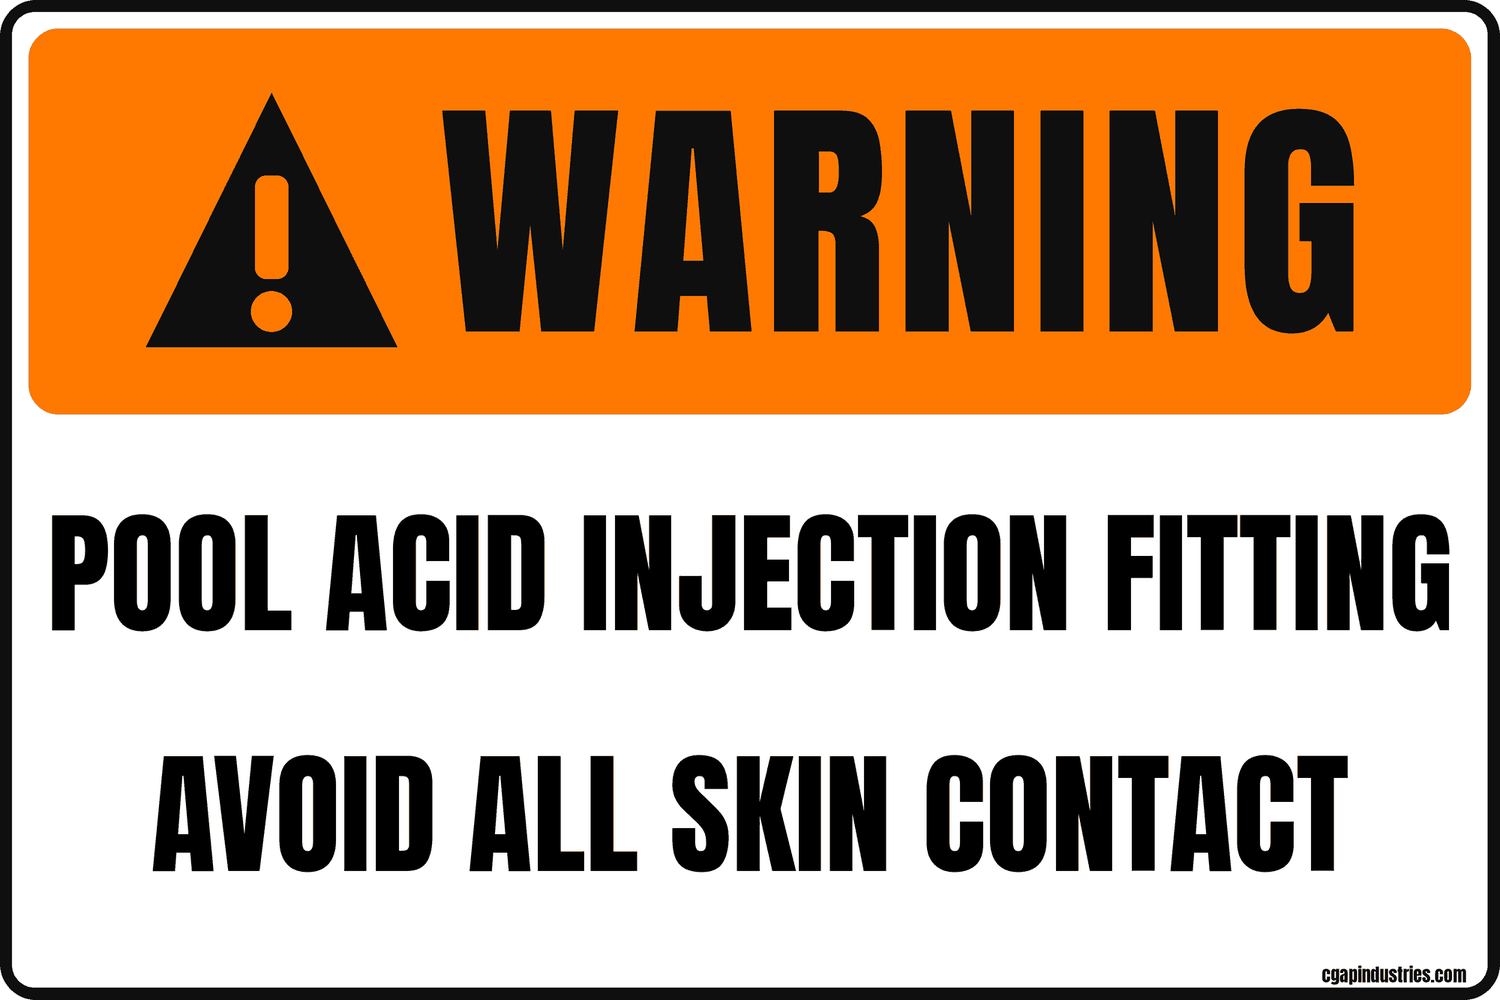 WARNING
POOL ACID INJECTION FITTING
AVOID ALL SKIN CONTACT
cgapindustries.com